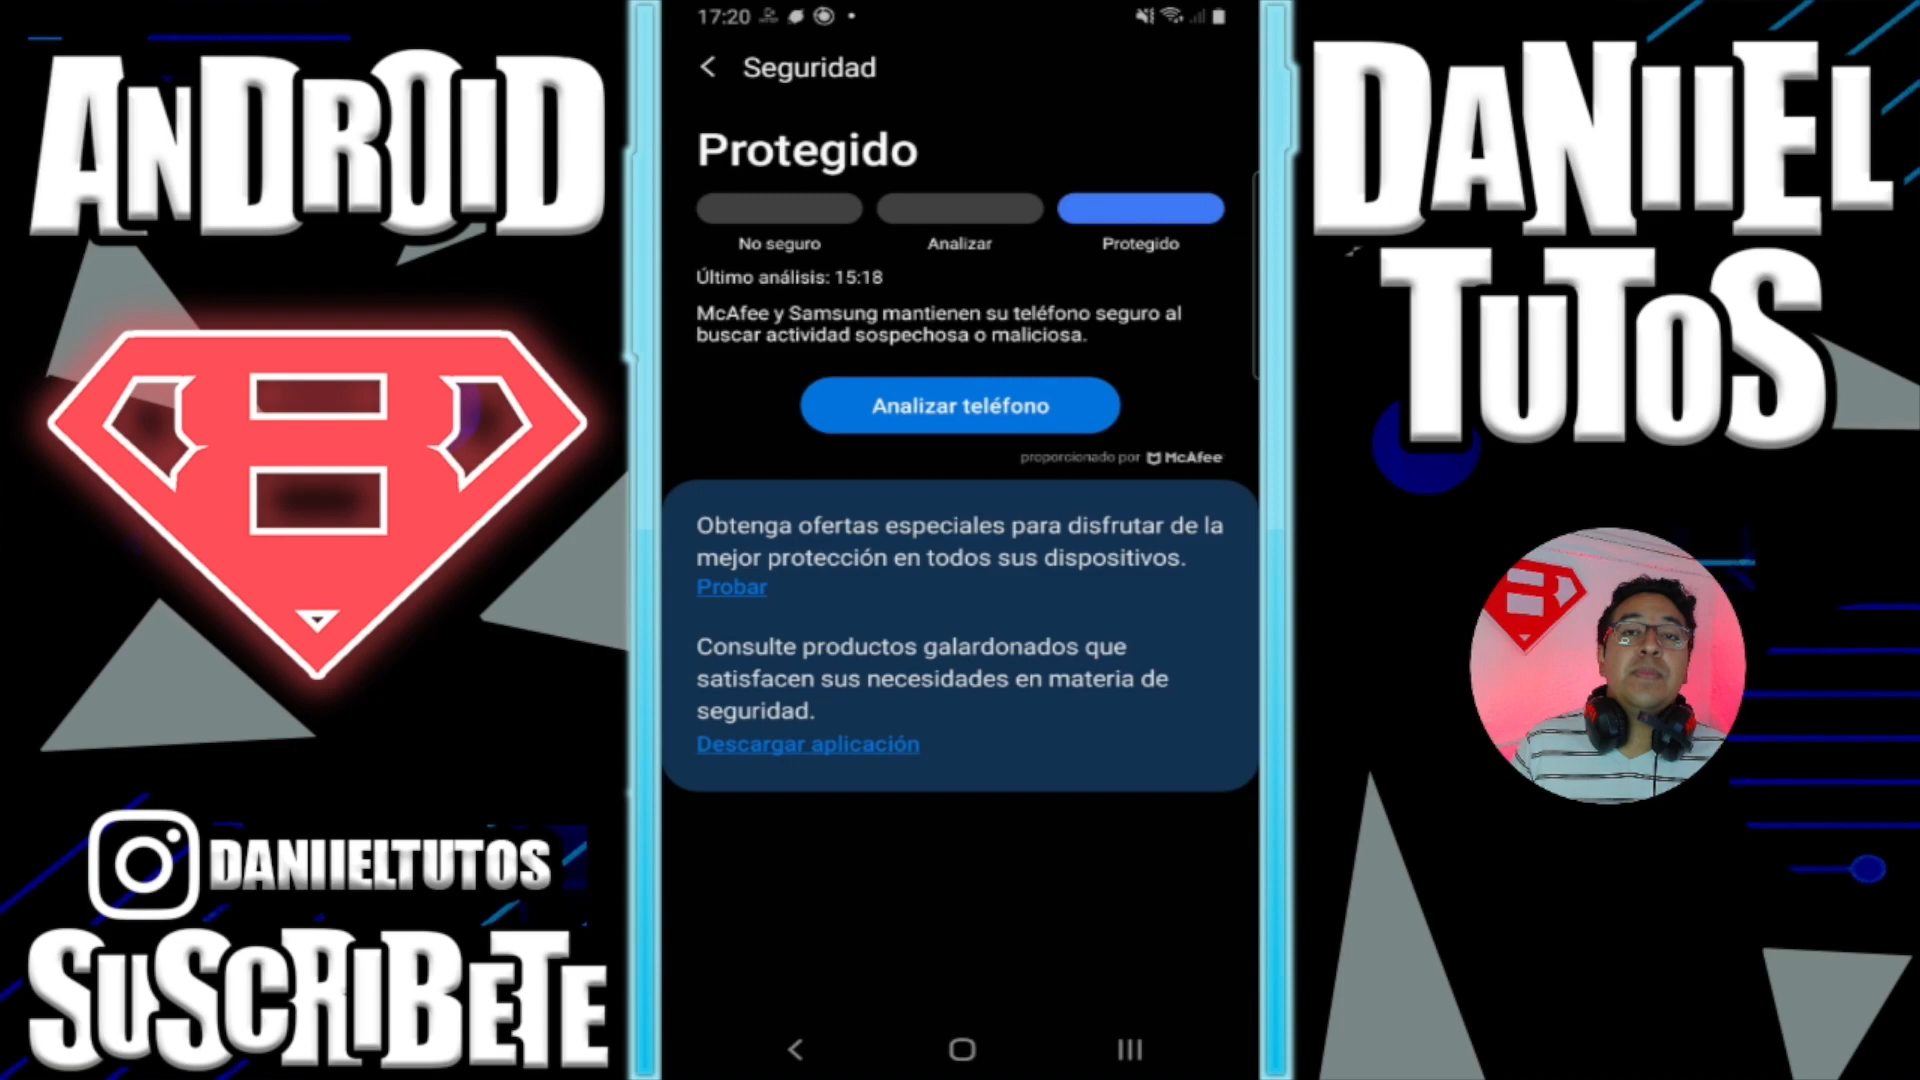 ANDROID
DANIIELTUTOS
SUSCRIBETE
17:20
Seguridad
Protegido
No seguro
Analizar
Protegido
Último análisis: 15:18
McAfee y Samsung mantienen su teléfono seguro al
buscar actividad sospechosa o maliciosa.
Analizar teléfono
proporcionado por McAfee
Obtenga ofertas especiales para disfrutar de la
mejor protección en todos sus dispositivos.
Probar
Consulte productos galardonados que
satisfacen sus necesidades en materia de
seguridad.
Descargar aplicación
DANIIEL
TUTOS